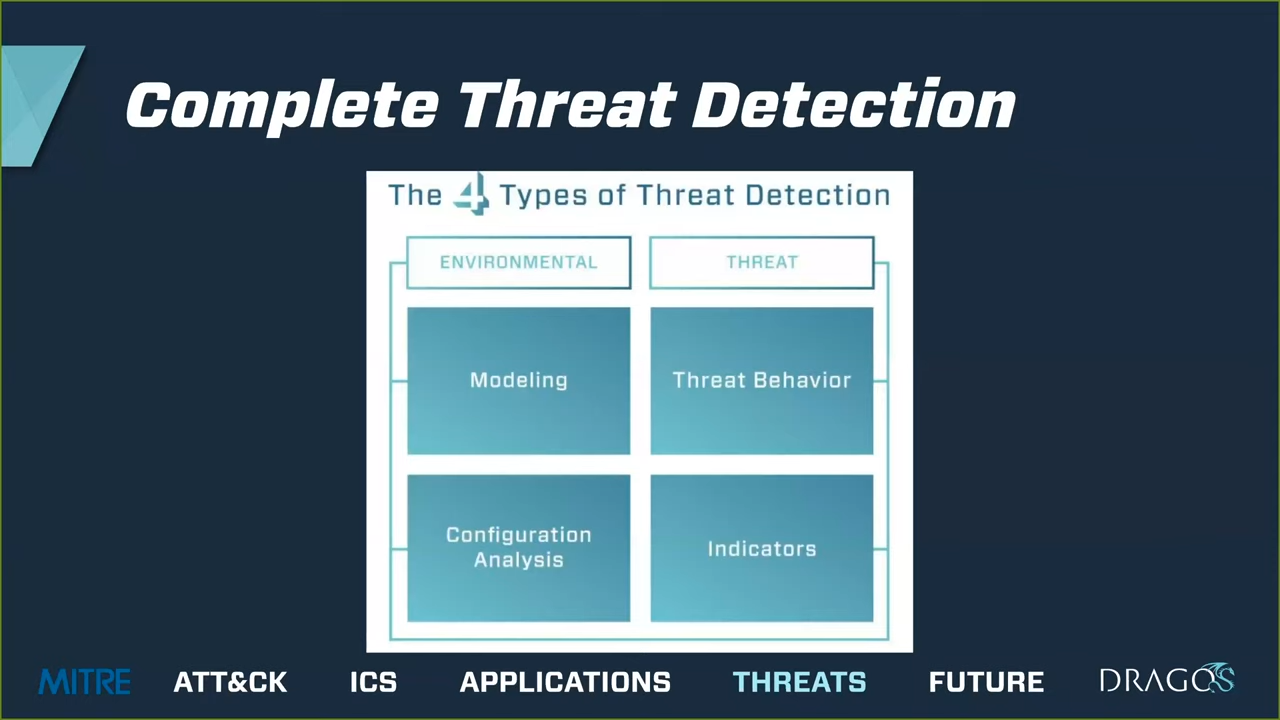 Complete Threat Detection
The 4 Types of Threat Detection
ENVIRONMENTAL
THREAT
Modeling
Threat Behavior
Configuration
Analysis
Indicators
MITRE
ATT&CK
ICS
APPLICATIONS
THREATS
FUTURE
DRAGOS